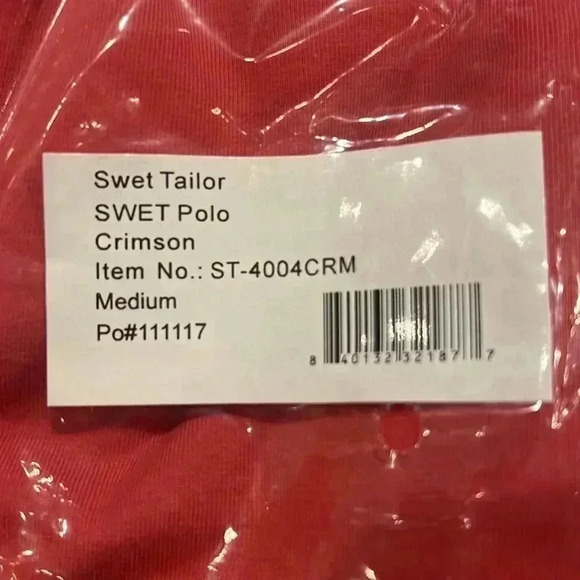 Swet Tailor
SWET Polo
Crimson
Item No.: ST-4004CRM
Medium
Po#111117
8 40132 32187 7